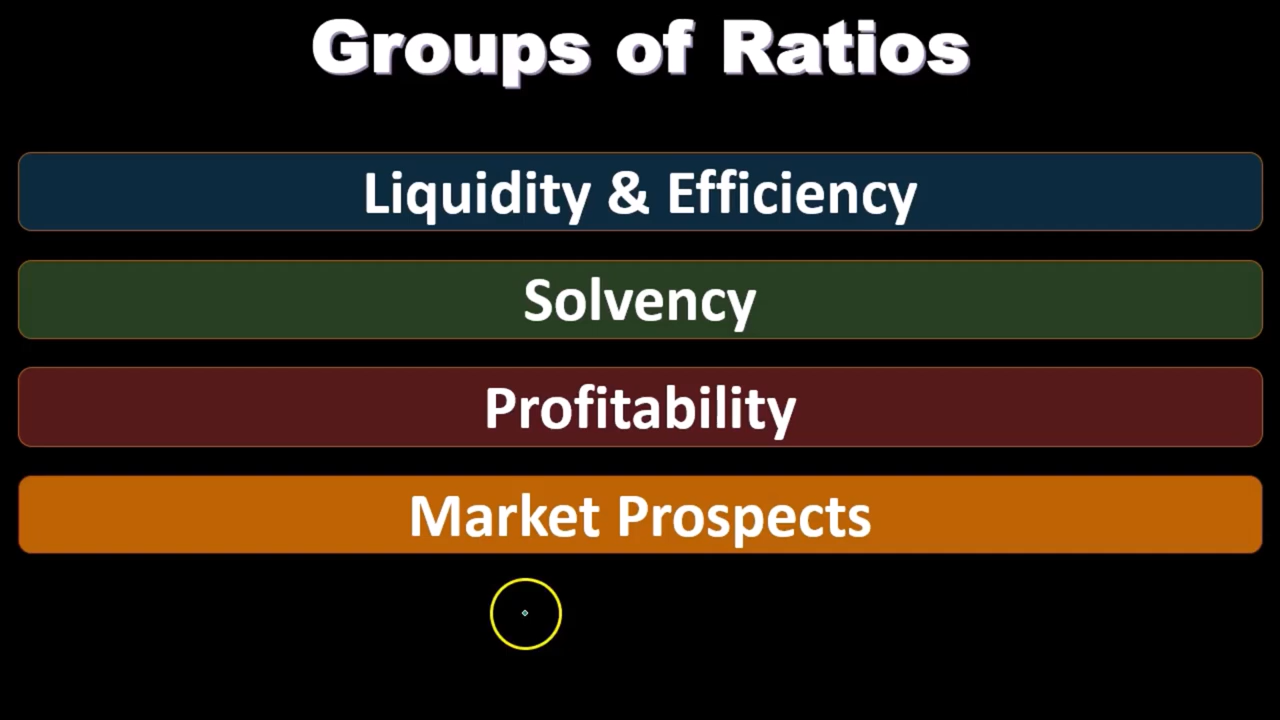 Groups of Ratios
Liquidity & Efficiency
Solvency
Profitability
Market Prospects